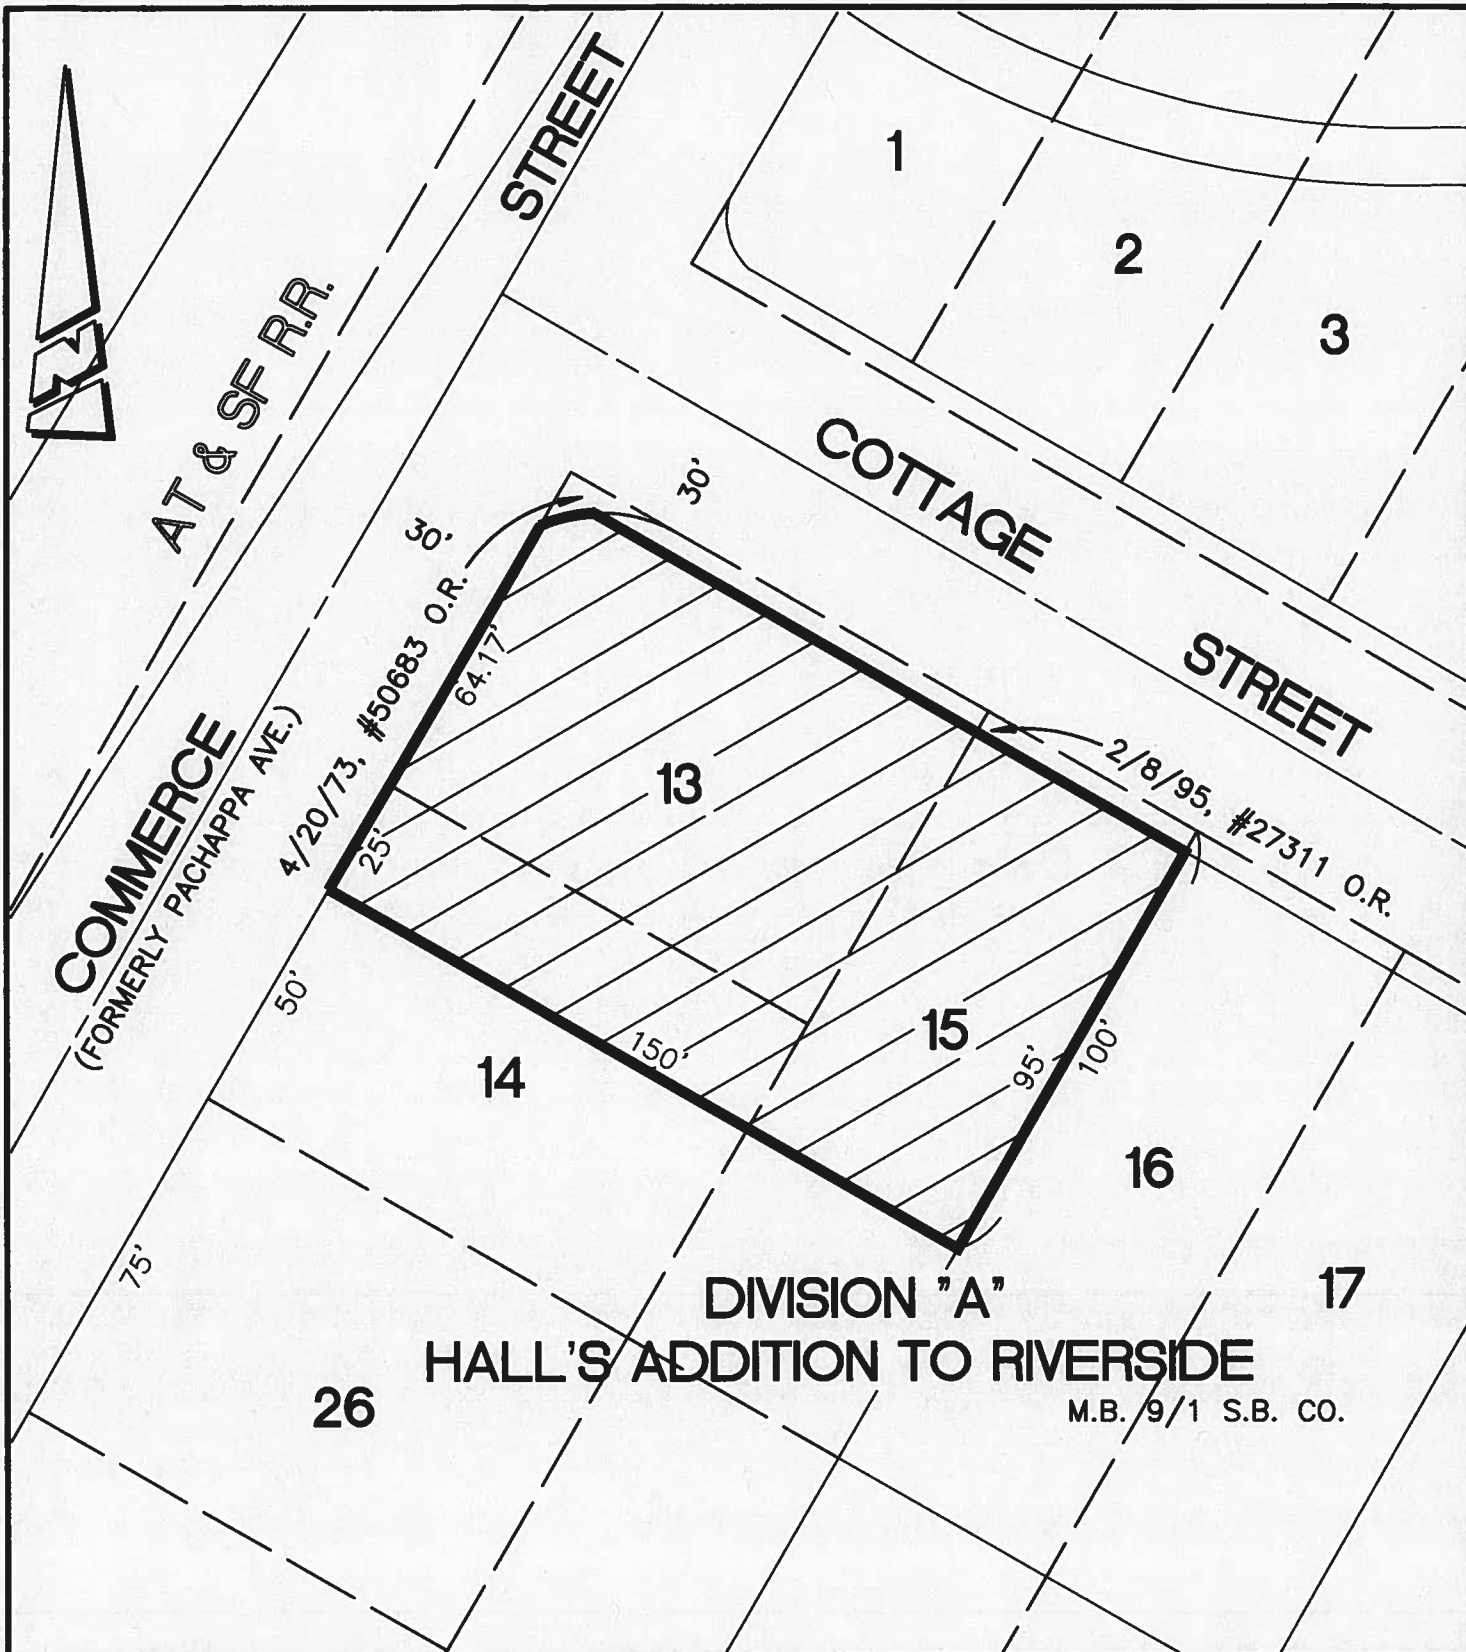 STREET
1
2
3
N
AT & SF R.R.
COTTAGE
STREET
30'
30'
4/20/73, #50683 O.R.
64.17'
25'
13
2/8/95, #27311 O.R.
COMMERCE
(FORMERLY PACHAPPA AVE.)
50'
150'
15
95'
100'
14
16
75'
17
DIVISION "A"
HALL'S ADDITION TO RIVERSIDE
M.B. 9/1 S.B. CO.
26